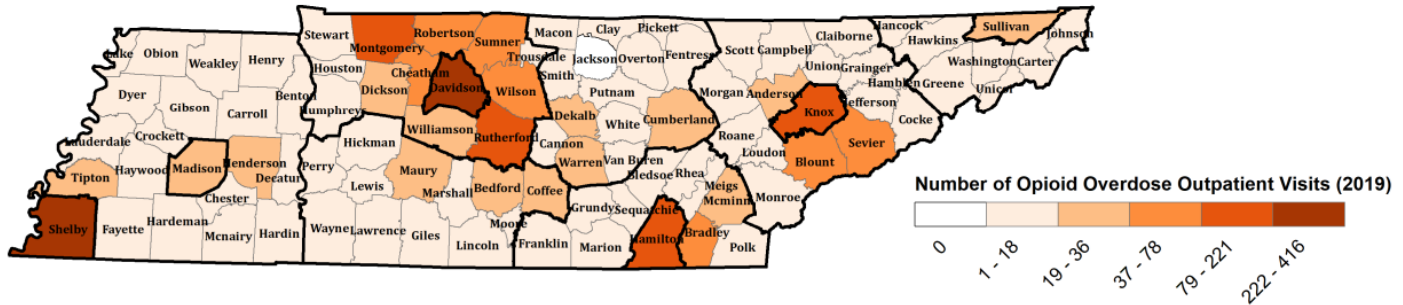 Stewart
Montgomery
Robertson
Sumner
Macon
Clay
Pickett
Trousdale
Jackson
Overton
Fentress
Scott
Campbell
Claiborne
Hancock
Hawkins
Sullivan
Johnson
Lake
Obion
Weakley
Henry
Houston
Cheatham
Davidson
Wilson
Smith
Putnam
Morgan
Anderson
Union
Grainger
Hamblen
Greene
Washington
Carter
Unicoi
Dyer
Gibson
Carroll
Benton
Humphreys
Dickson
Williamson
Rutherford
Dekalb
White
Cumberland
Knox
Jefferson
Cocke
Lauderdale
Crockett
Hickman
Cannon
Roane
Loudon
Blount
Sevier
Tipton
Haywood
Madison
Henderson
Decatur
Perry
Lewis
Maury
Marshall
Bedford
Coffee
Warren
Van Buren
Bledsoe
Rhea
Meigs
Mcminn
Monroe
Chester
Shelby
Fayette
Hardeman
Mcnairy
Hardin
Wayne
Lawrence
Giles
Lincoln
Moore
Franklin
Grundy
Sequatchie
Marion
Hamilton
Bradley
Polk
Number of Opioid Overdose Outpatient Visits (2019)
0
1 - 18
19 - 36
37 - 78
79 - 221
222 - 416